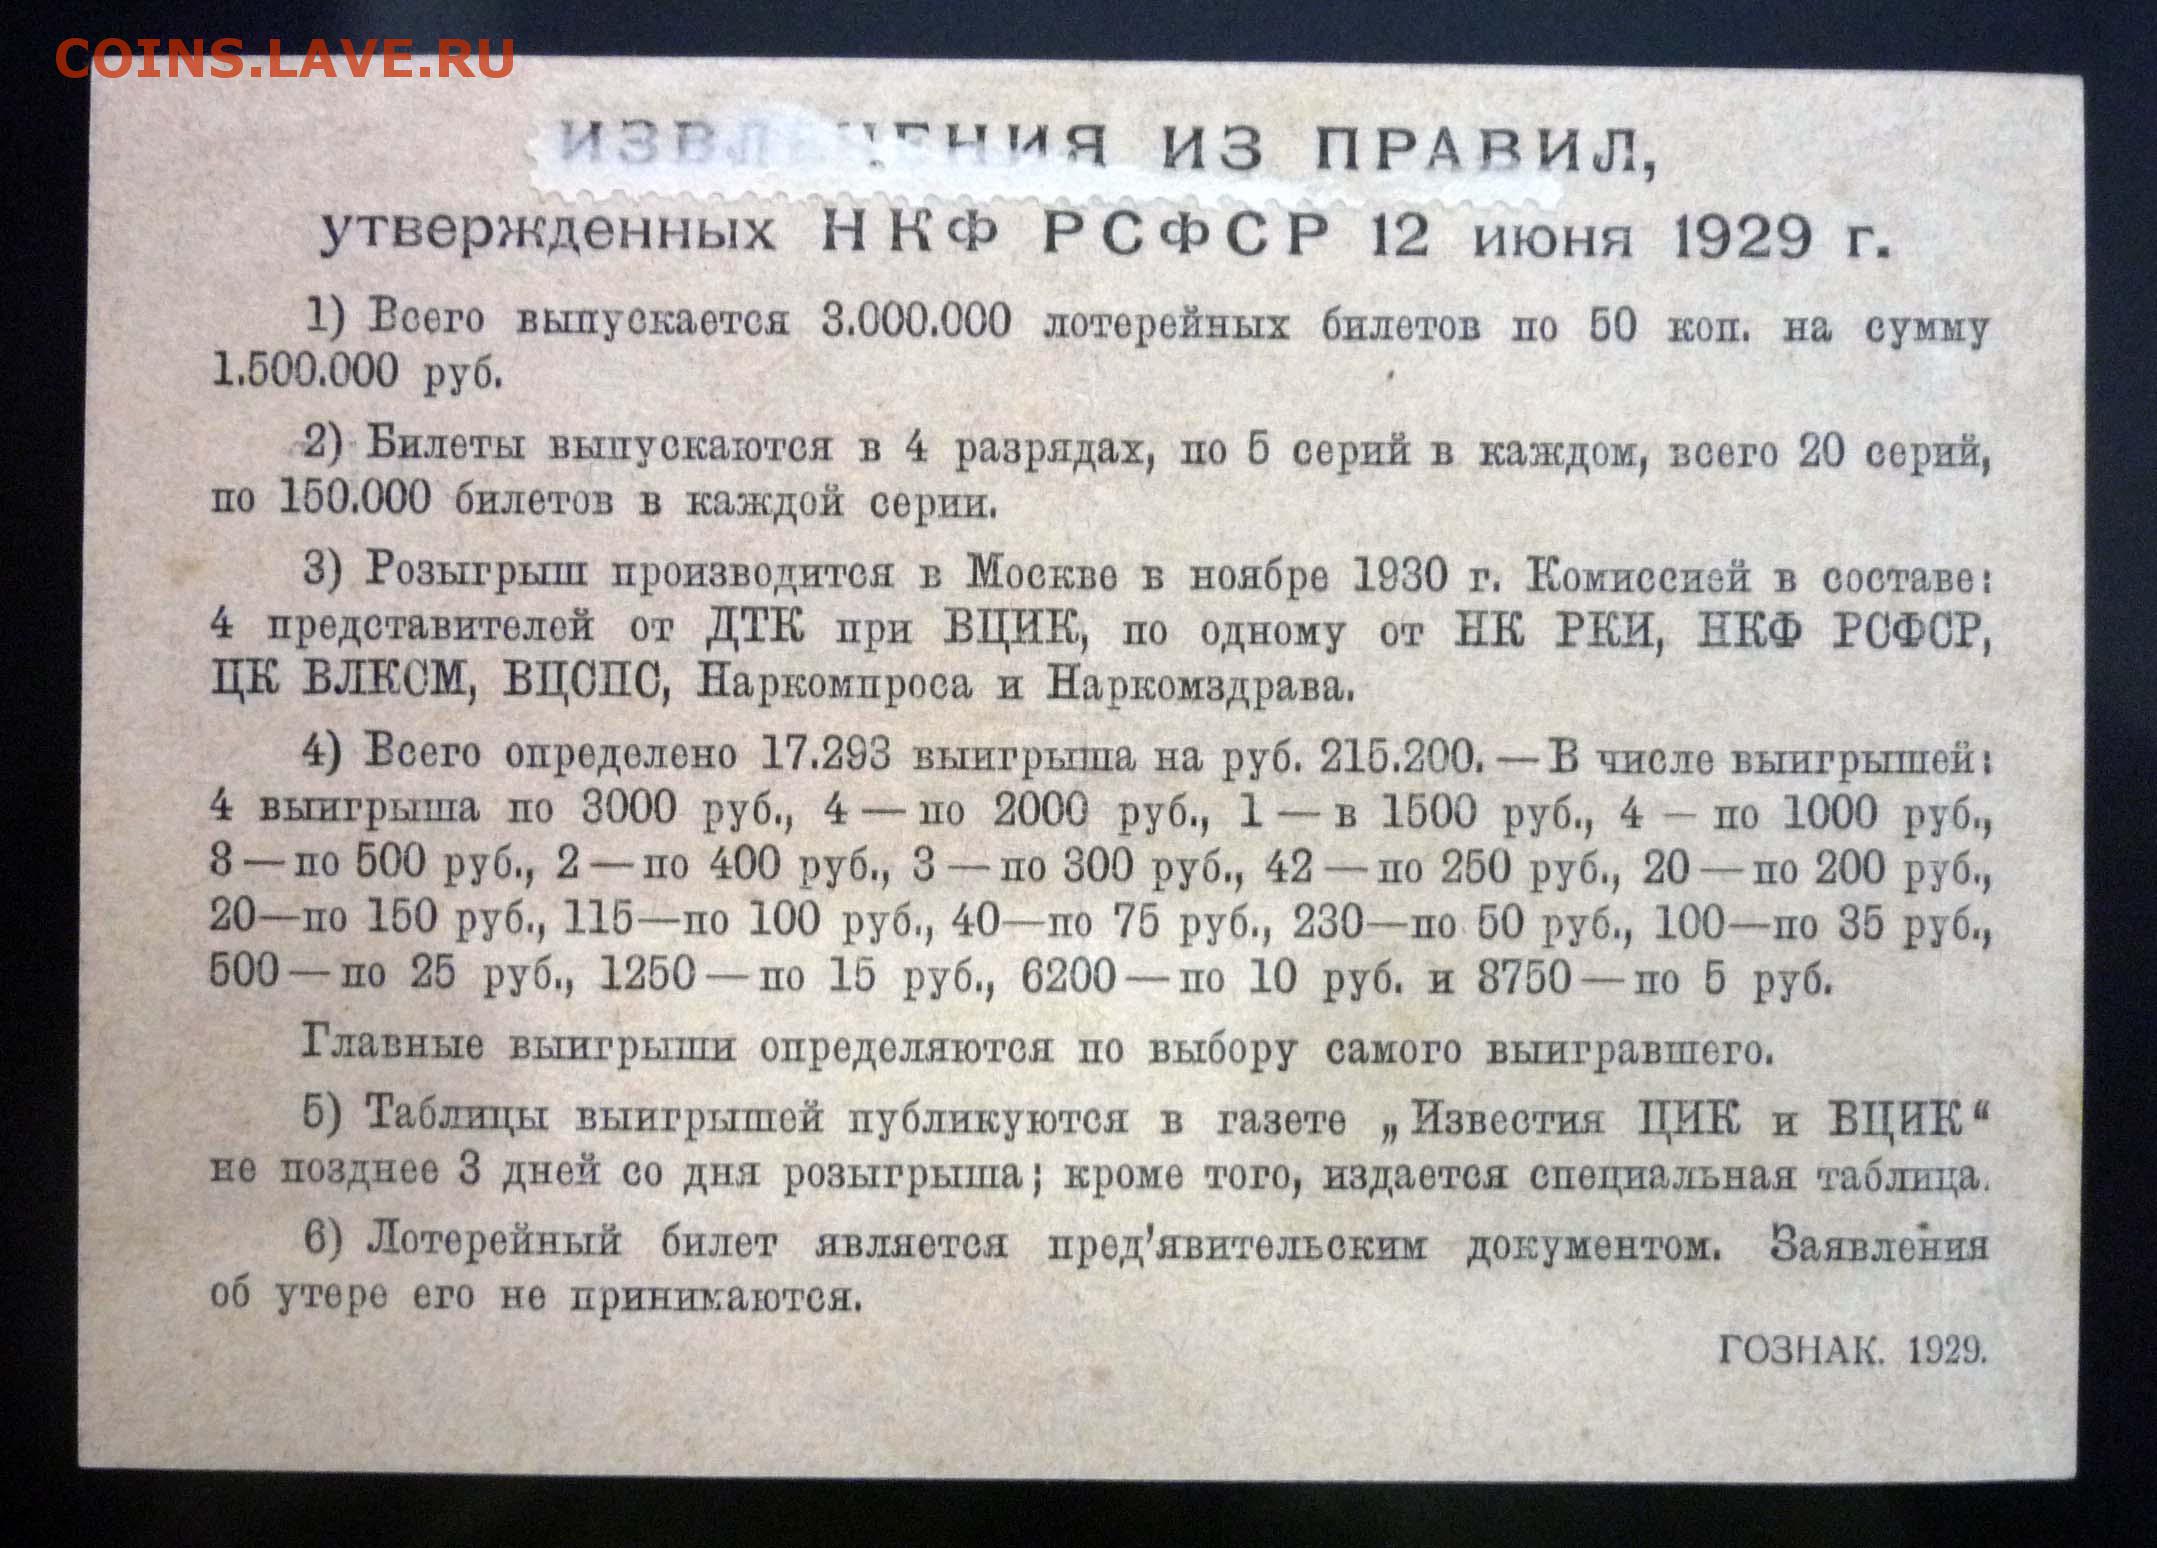 COINS.LAVE.RU
ИЗВЛЕЧЕНИЯ ИЗ ПРАВИЛ,
утвержденных НКФ РСФСР 12 июня 1929 г.
1) Всего выпускается 3.000.000 лотерейных билетов по 50 коп. на сумму
1.500.000 руб.
2) Билеты выпускаются в 4 разрядах, по 5 серий в каждом, всего 20 серий,
по 150.000 билетов в каждой серии.
3) Розыгрыш производится в Москве в ноябре 1930 г. Комиссией в составе:
4 представителей от ДТК при ВЦИК, по одному от НК РКИ, НКФ РСФСР,
ЦК ВЛКСМ, ВЦСПС, Наркомпроса и Наркомздрава.
4) Всего определено 17.293 выигрыша на руб. 215.200. — В числе выигрышей:
4 выигрыша по 3000 руб., 4 — по 2000 руб., 1 — в 1500 руб., 4 — по 1000 руб.,
8 — по 500 руб., 2 — по 400 руб., 3 — по 300 руб., 42 — по 250 руб., 20 — по 200 руб.,
20—по 150 руб., 115—по 100 руб., 40—по 75 руб., 230—по 50 руб., 100—по 35 руб.,
500 — по 25 руб., 1250 — по 15 руб., 6200 — по 10 руб. и 8750 — по 5 руб.
Главные выигрыши определяются по выбору самого выигравшего.
5) Таблицы выигрышей публикуются в газете „Известия ЦИК и ВЦИК“
не позднее 3 дней со дня розыгрыша; кроме того, издается специальная таблица.
6) Лотерейный билет является пред'явительским документом. Заявления
об утере его не принимаются.
ГОЗНАК. 1929.